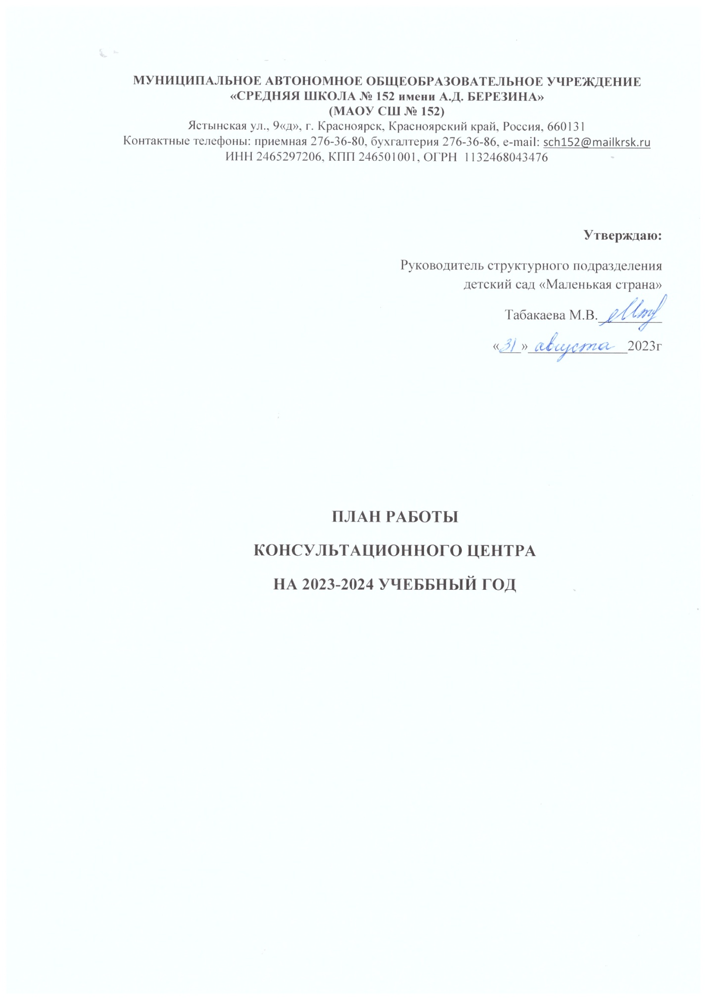 МУНИЦИПАЛЬНОЕ АВТОНОМНОЕ ОБЩЕОБРАЗОВАТЕЛЬНОЕ УЧРЕЖДЕНИЕ
«СРЕДНЯЯ ШКОЛА № 152 имени А.Д. БЕРЕЗИНА»
(МАОУ СШ № 152)
Ястынская ул., 9«д», г. Красноярск, Красноярский край, Россия, 660131
Контактные телефоны: приемная 276-36-80, бухгалтерия 276-36-86, e-mail: sch152@mailkrsk.ru
ИНН 2465297206, КПП 246501001, ОГРН 1132468043476
Утверждаю:
Руководитель структурного подразделения
детский сад «Маленькая страна»
Табакаева М.В.
«31» августа 2023г
ПЛАН РАБОТЫ
КОНСУЛЬТАЦИОННОГО ЦЕНТРА
НА 2023-2024 УЧЕББНЫЙ ГОД